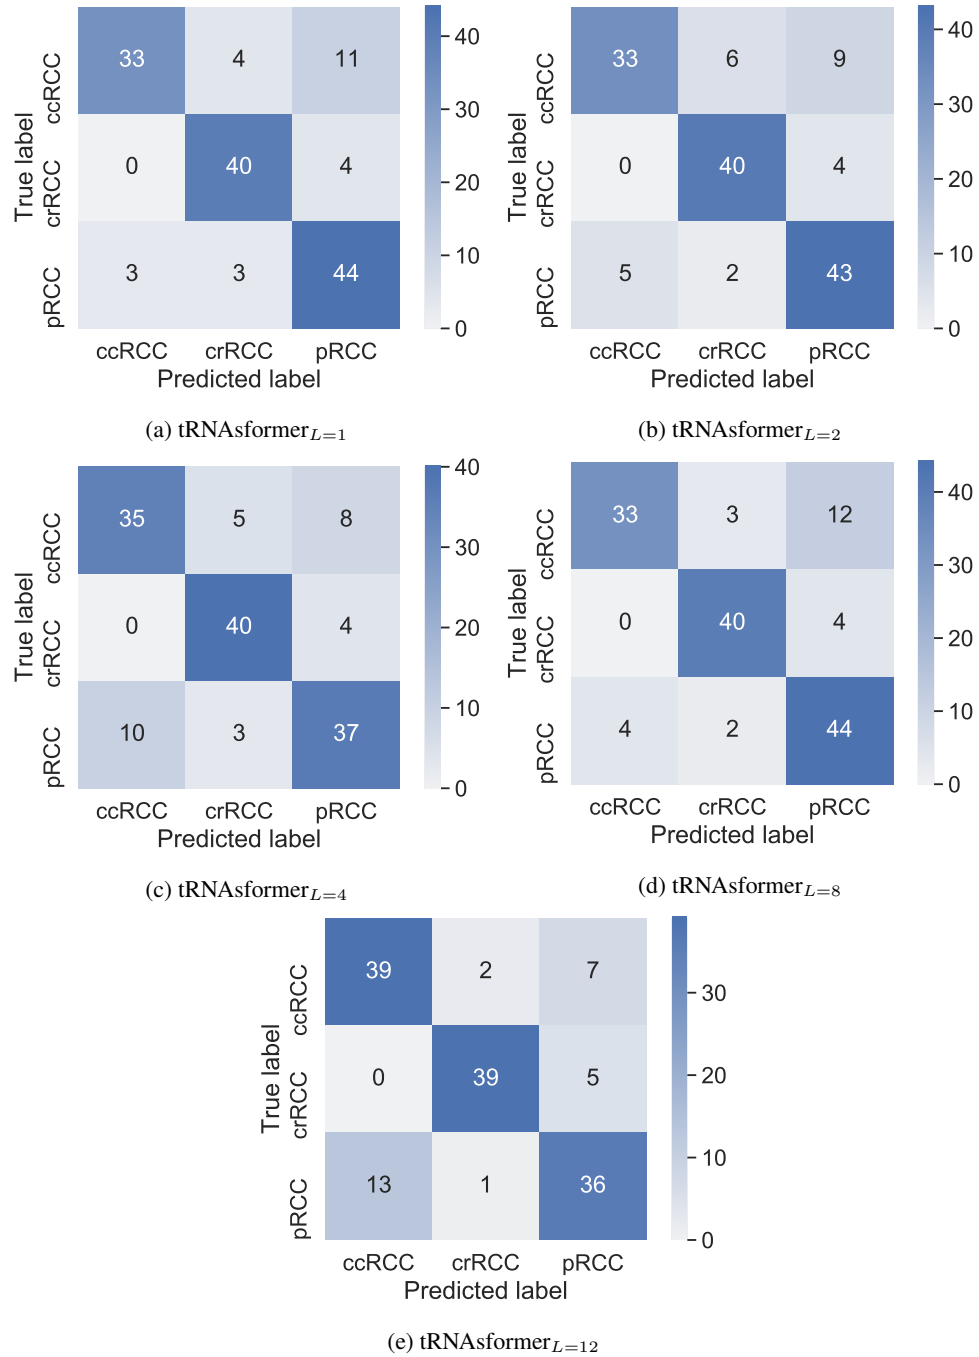 33 4 11
0 40 4
3 3 44
ccRCC
crRCC
pRCC
True label
ccRCC crRCC pRCC
Predicted label
40
30
20
10
0
(a) tRNAsformer_{L=1}
33 6 9
0 40 4
5 2 43
ccRCC
crRCC
pRCC
True label
ccRCC crRCC pRCC
Predicted label
40
30
20
10
0
(b) tRNAsformer_{L=2}
35 5 8
0 40 4
10 3 37
ccRCC
crRCC
pRCC
True label
ccRCC crRCC pRCC
Predicted label
40
30
20
10
0
(c) tRNAsformer_{L=4}
33 3 12
0 40 4
4 2 44
ccRCC
crRCC
pRCC
True label
ccRCC crRCC pRCC
Predicted label
40
30
20
10
0
(d) tRNAsformer_{L=8}
39 2 7
0 39 5
13 1 36
ccRCC
crRCC
pRCC
True label
ccRCC crRCC pRCC
Predicted label
30
20
10
0
(e) tRNAsformer_{L=12}